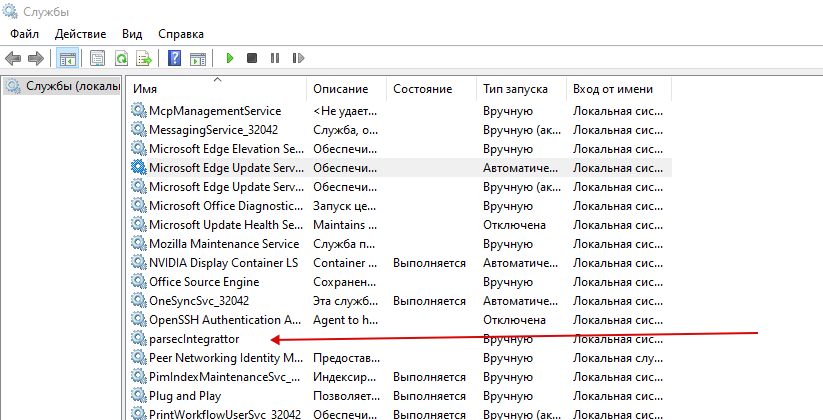 Службы
Файл Действие Вид Справка
Службы (локалы
Имя Описание Состояние Тип запуска Вход от имени
McpManagementService <Не удает... Вручную Локальная сис...
MessagingService_32042 Служба, о... Вручную (ак... Локальная сис...
Microsoft Edge Elevation Se... Обеспечи... Вручную Локальная сис...
Microsoft Edge Update Serv... Обеспечи... Автоматиче... Локальная сис...
Microsoft Edge Update Serv... Обеспечи... Вручную (ак... Локальная сис...
Microsoft Office Diagnostic... Запуск це... Вручную Локальная сис...
Microsoft Update Health Se... Maintains ... Отключена Локальная сис...
Mozilla Maintenance Service Служба п... Вручную Локальная сис...
NVIDIA Display Container LS Container ... Выполняется Автоматиче... Локальная сис...
Office Source Engine Сохранен... Вручную Локальная сис...
OneSyncSvc_32042 Эта служб... Выполняется Автоматиче... Локальная сис...
OpenSSH Authentication A... Agent to h... Отключена Локальная сис...
parsecIntegrattor Вручную Локальная сис...
Peer Networking Identity M... Предостав... Вручную Локальная слу...
PimIndexMaintenanceSvc_... Индексир... Выполняется Вручную Локальная сис...
Plug and Play Позволяет... Выполняется Вручную Локальная сис...
PrintWorkflowUserSvc_32042 Обеспечи... Выполняется Вручную Локальная сис...